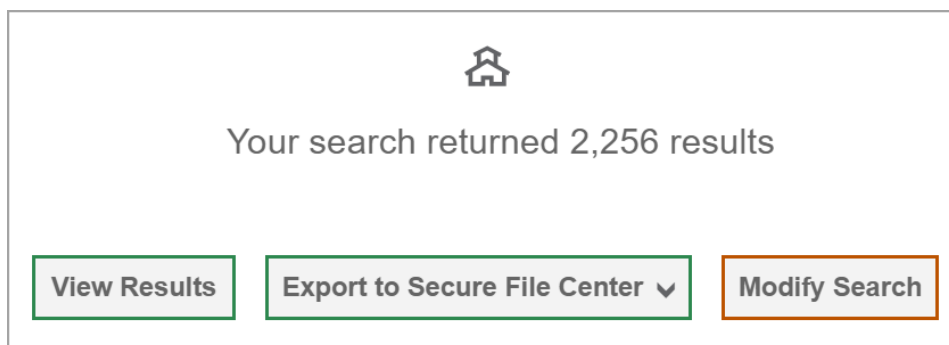 Your search returned 2,256 results
View Results
Export to Secure File Center
Modify Search